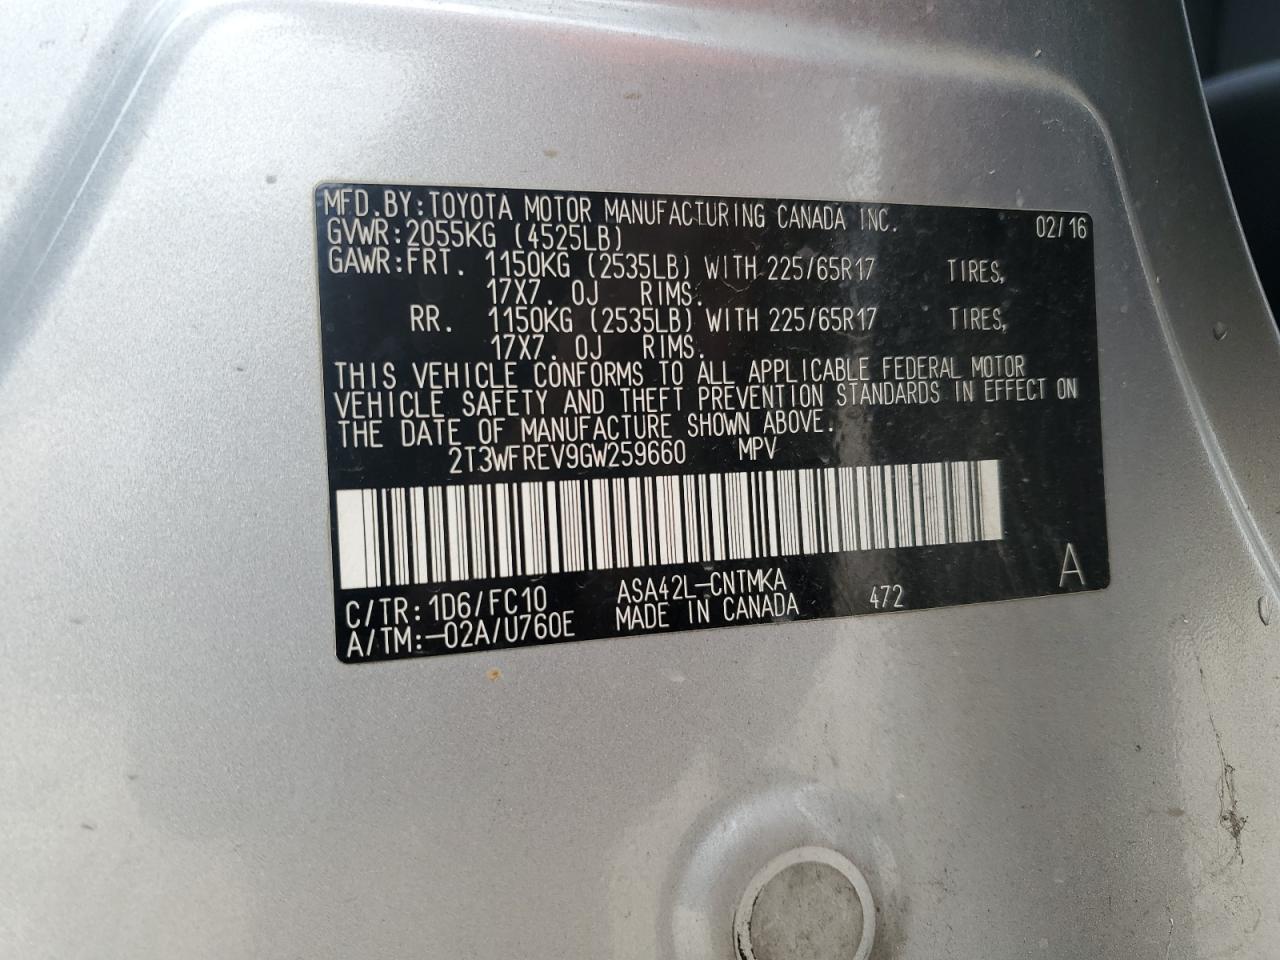 MFD.BY:TOYOTA MOTOR MANUFACTURING CANADA INC. 02/16
GVWR:2055KG (4525LB)
GAWR:FRT. 1150KG (2535LB) WITH 225/65R17 TIRES,
17X7.0J RIMS.
RR. 1150KG (2535LB) WITH 225/65R17 TIRES,
17X7.0J RIMS.
THIS VEHICLE CONFORMS TO ALL APPLICABLE FEDERAL MOTOR
VEHICLE SAFETY AND THEFT PREVENTION STANDARDS IN EFFECT ON
THE DATE OF MANUFACTURE SHOWN ABOVE.
2T3WFREV9GW259660 MPV
A
C/TR:1D6/FC10 ASA42L-CNTMKA 472
A/TM:-02A/U760E MADE IN CANADA